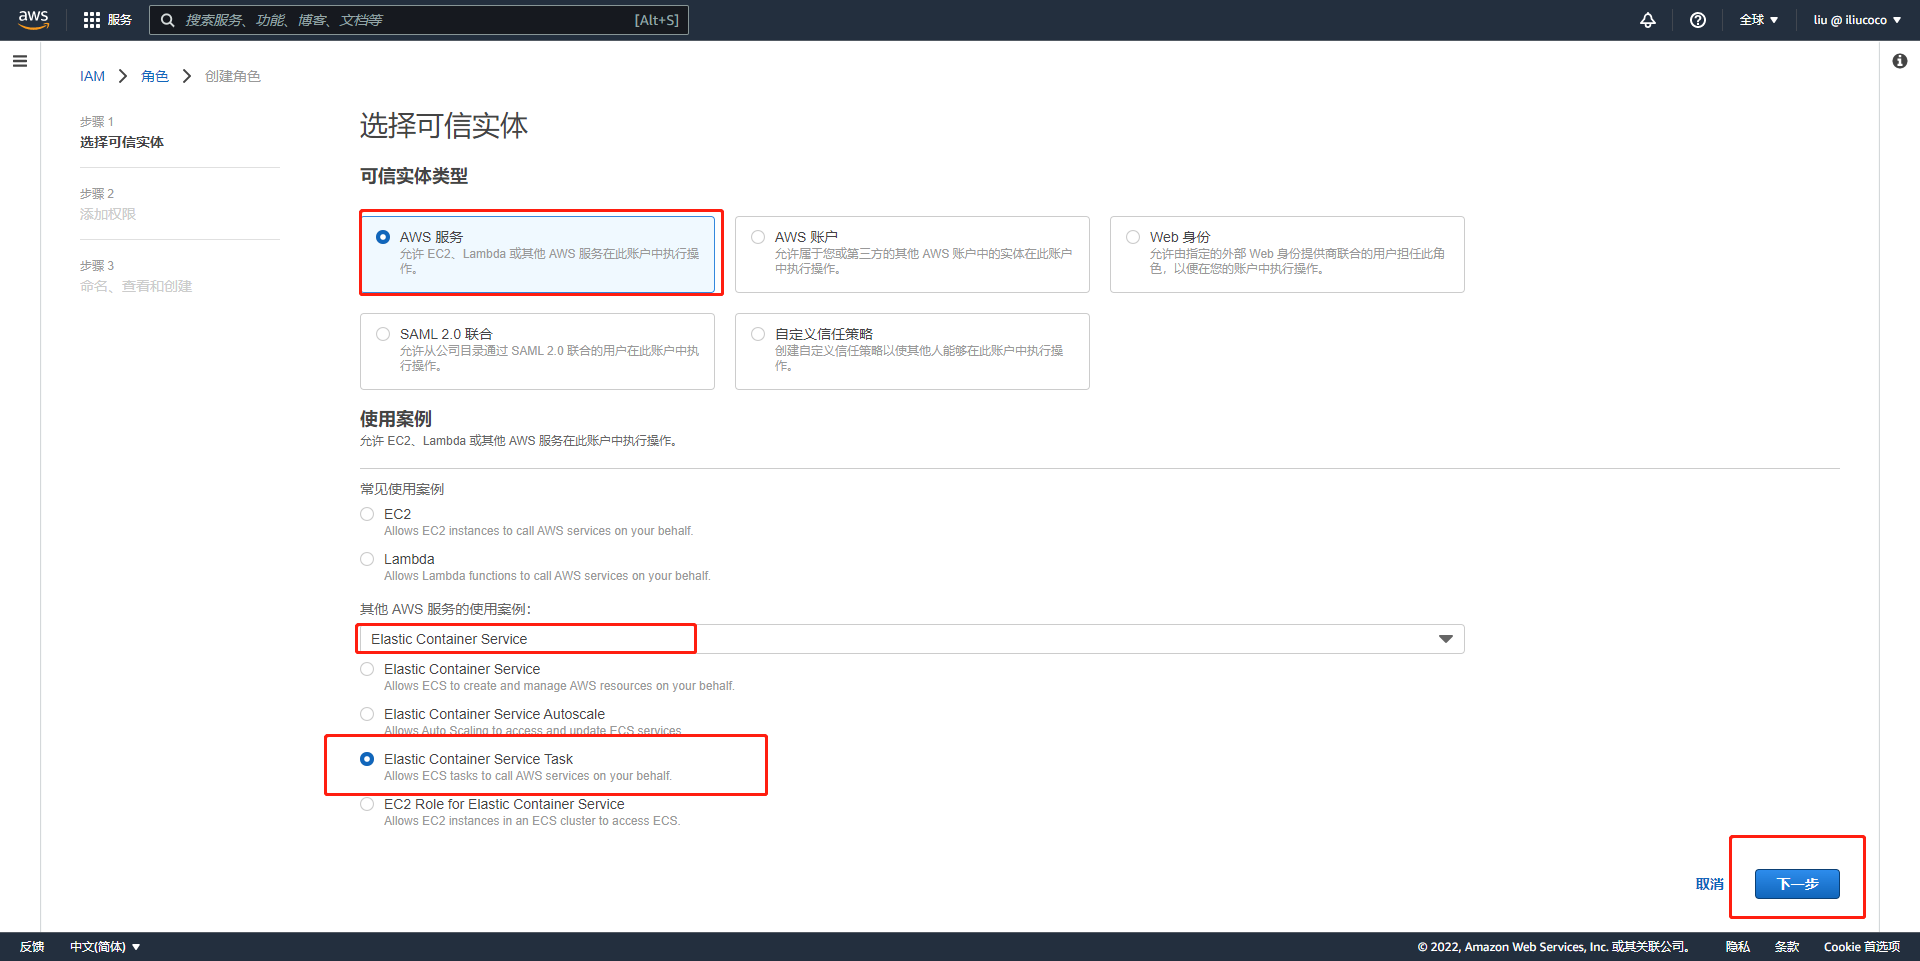 aws
服务
搜索服务、功能、博客、文档等
[Alt+S]
全球
liu @ iliucoco
IAM
角色
创建角色
步骤 1
选择可信实体
步骤 2
添加权限
步骤 3
命名、查看和创建
选择可信实体
可信实体类型
AWS 服务
允许 EC2、Lambda 或其他 AWS 服务在此账户中执行操
作。
AWS 账户
允许属于您或第三方的其他 AWS 账户中的实体在此账户
中执行操作。
Web 身份
允许由指定的外部 Web 身份提供商联合的用户担任此角
色，以便在您的账户中执行操作。
SAML 2.0 联合
允许从公司目录通过 SAML 2.0 联合的用户在此账户中执
行操作。
自定义信任策略
创建自定义信任策略以使其他人能够在此账户中执行操
作。
使用案例
允许 EC2、Lambda 或其他 AWS 服务在此账户中执行操作。
常见使用案例
EC2
Allows EC2 instances to call AWS services on your behalf.
Lambda
Allows Lambda functions to call AWS services on your behalf.
其他 AWS 服务的使用案例:
Elastic Container Service
Elastic Container Service
Allows ECS to create and manage AWS resources on your behalf.
Elastic Container Service Autoscale
Allows Auto Scaling to access and update ECS services.
Elastic Container Service Task
Allows ECS tasks to call AWS services on your behalf.
EC2 Role for Elastic Container Service
Allows EC2 instances in an ECS cluster to access ECS.
取消
下一步
反馈
中文(简体)
© 2022, Amazon Web Services, Inc. 或其关联公司。
隐私
条款
Cookie 首选项